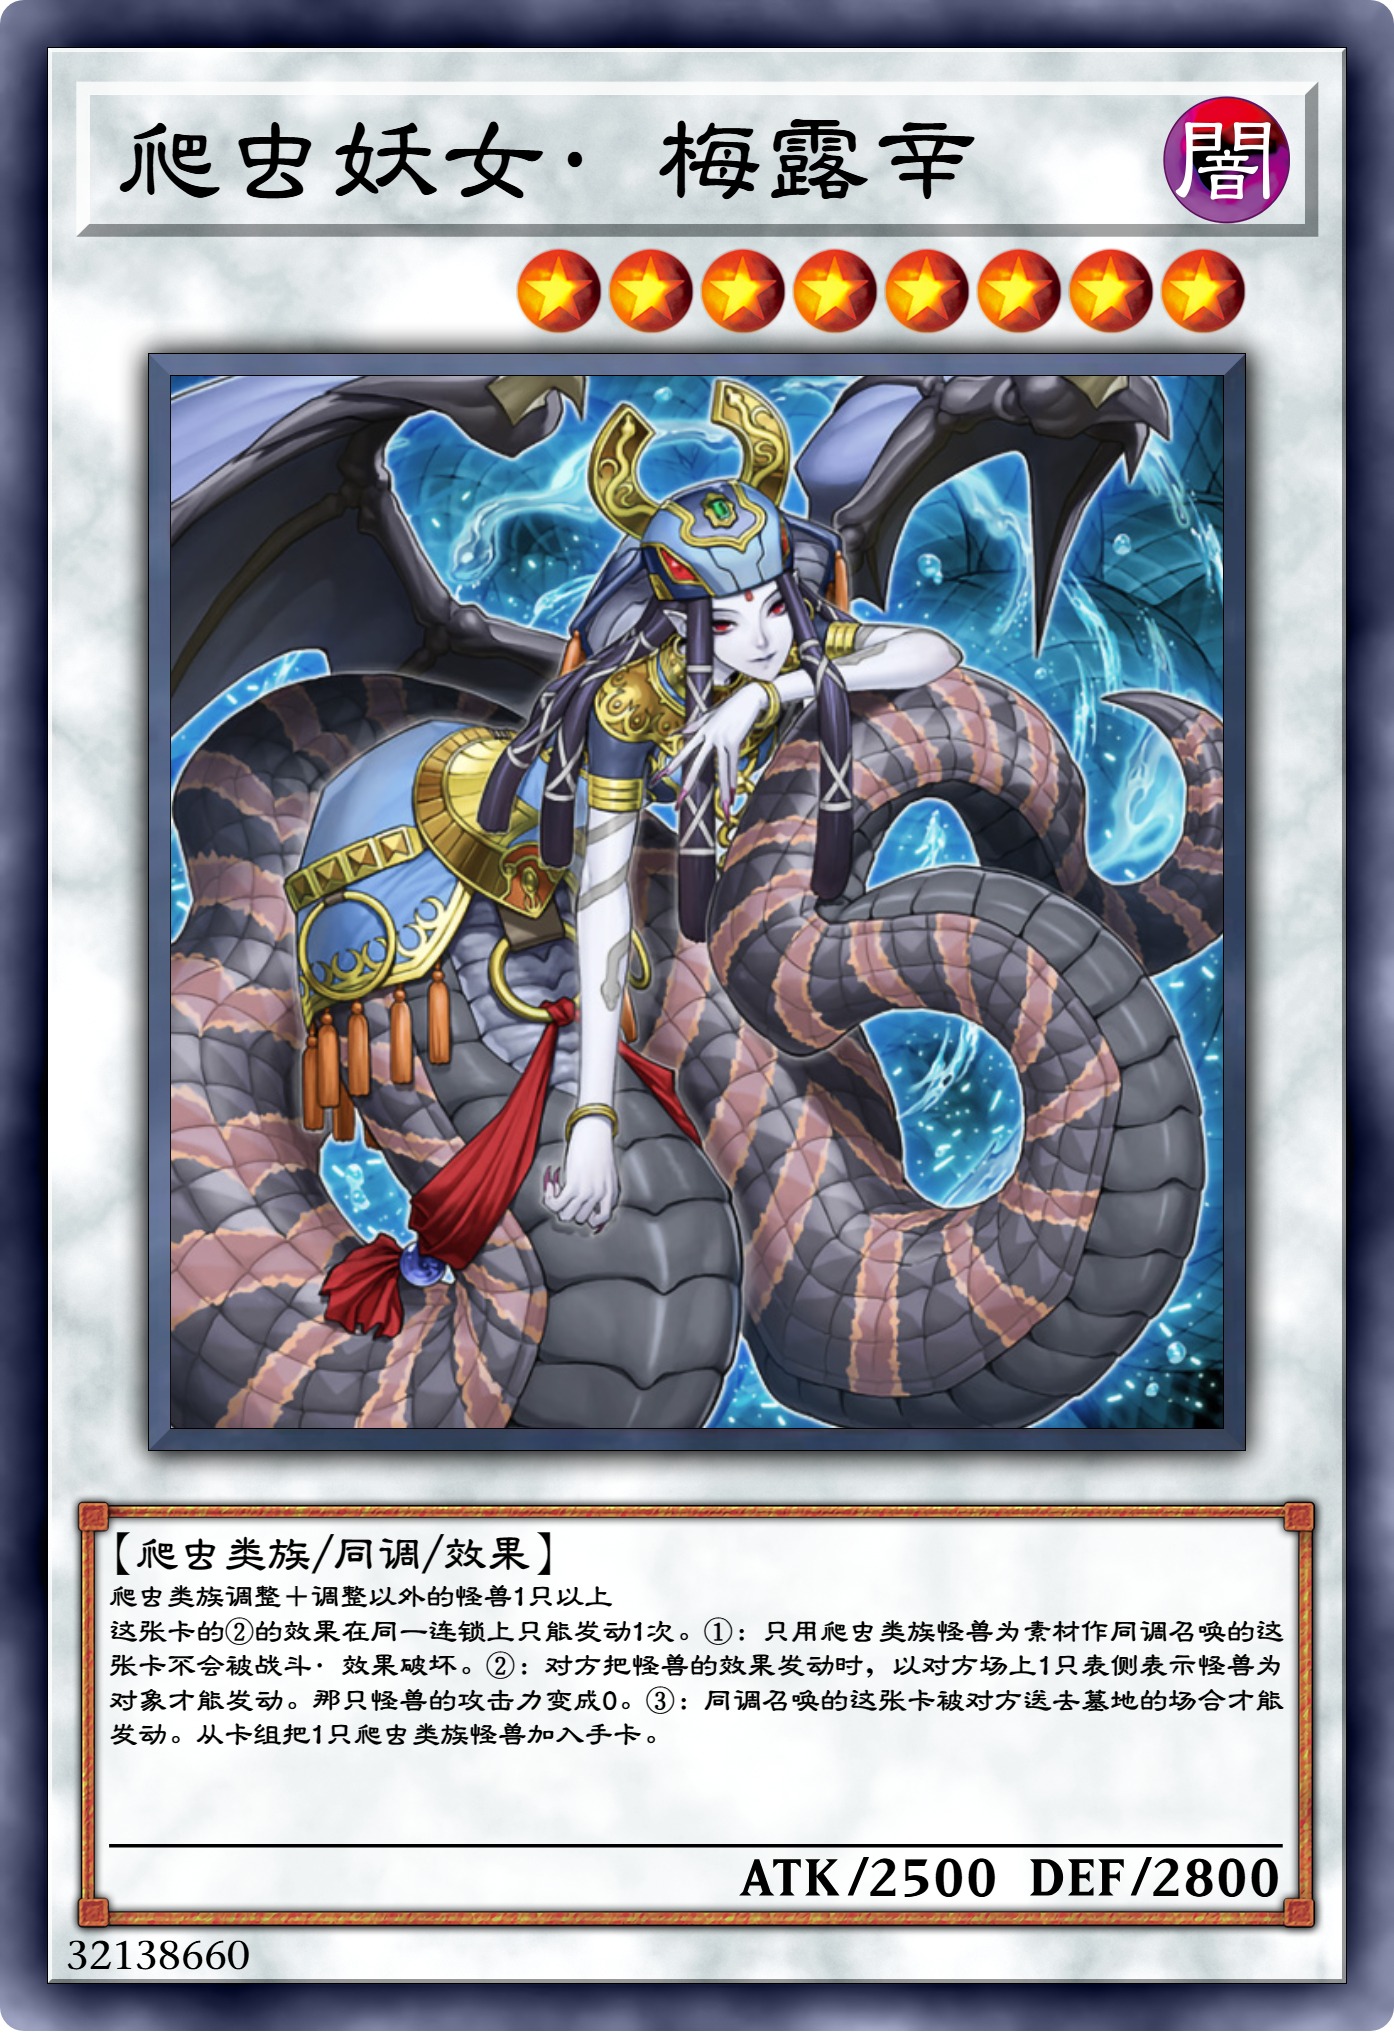 爬虫妖女·梅露辛
闇
【爬虫类族/同调/效果】
爬虫类族调整＋调整以外的怪兽1只以上
这张卡的②的效果在同一连锁上只能发动1次。①：只用爬虫类族怪兽为素材作同调召唤的这
张卡不会被战斗·效果破坏。②：对方把怪兽的效果发动时，以对方场上1只表侧表示怪兽为
对象才能发动。那只怪兽的攻击力变成0。③：同调召唤的这张卡被对方送去墓地的场合才能
发动。从卡组把1只爬虫类族怪兽加入手卡。
ATK/2500 DEF/2800
32138660